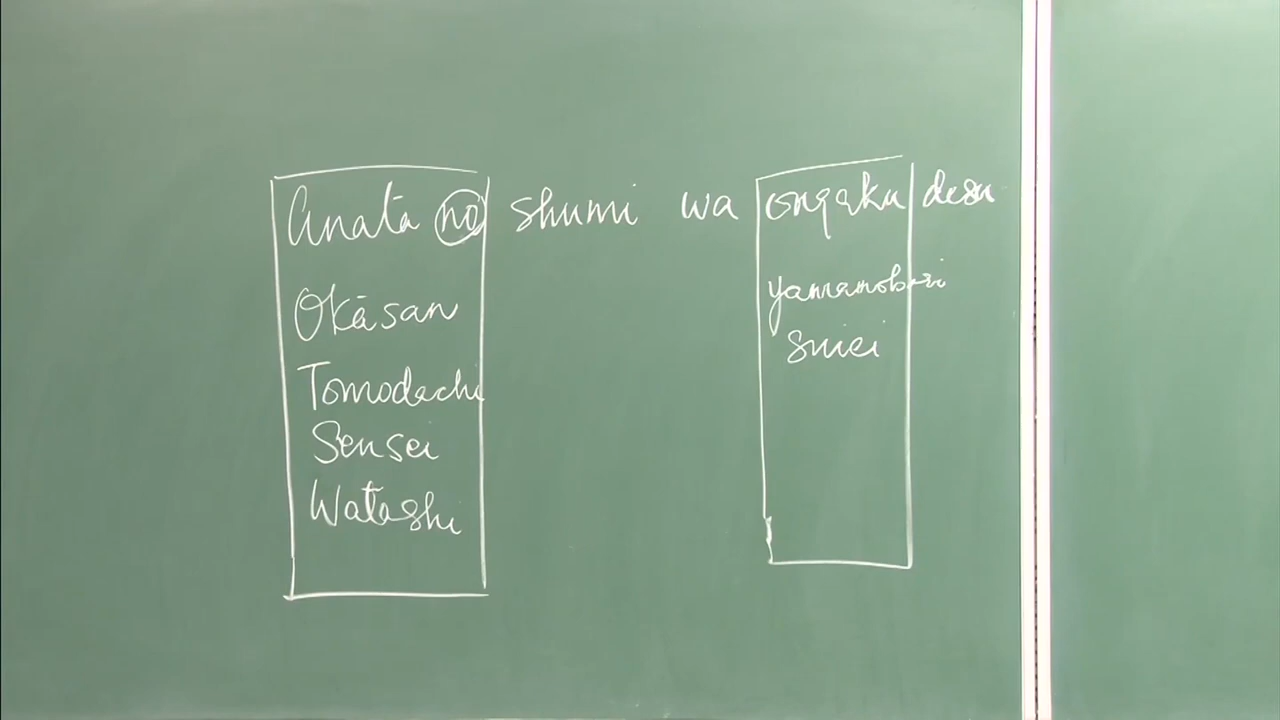 Anata no shumi wa ongaku desu
Okāsan
yamanobori
Tomodachi
Suiei
Sensei
Watashi